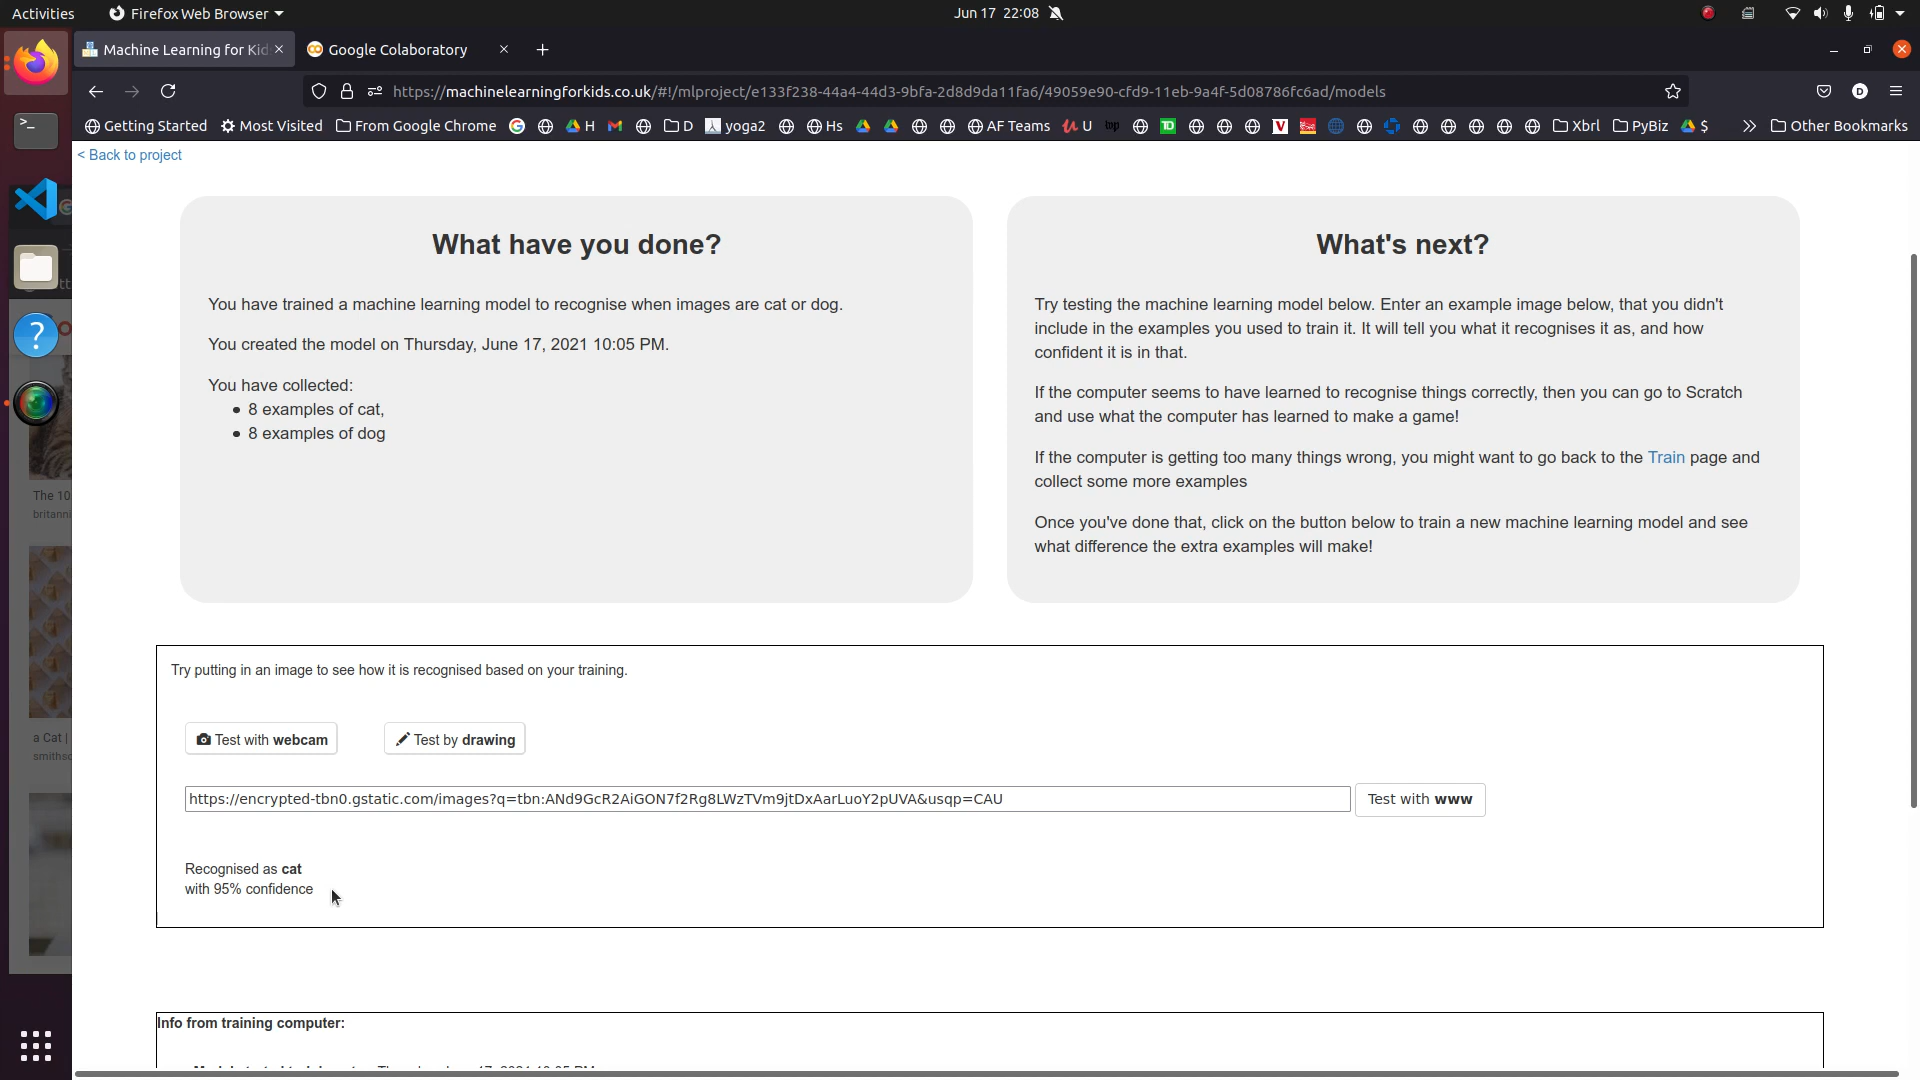 Activities
Firefox Web Browser
Jun 17 22:08
Machine Learning for Kid
Google Colaboratory
https://machinelearningforkids.co.uk/#!/mlproject/e133f238-44a4-44d3-9bfa-2d8d9da11fa6/49059e90-cfd9-11eb-9a4f-5d08786fc6ad/models
Getting Started
Most Visited
From Google Chrome
H
D
yoga2
Hs
AF Teams
U
bp
Xbrl
PyBiz
$
Other Bookmarks
< Back to project
What have you done?
You have trained a machine learning model to recognise when images are cat or dog.
You created the model on Thursday, June 17, 2021 10:05 PM.
You have collected:
8 examples of cat,
8 examples of dog
What's next?
Try testing the machine learning model below. Enter an example image below, that you didn't
include in the examples you used to train it. It will tell you what it recognises it as, and how
confident it is in that.
If the computer seems to have learned to recognise things correctly, then you can go to Scratch
and use what the computer has learned to make a game!
If the computer is getting too many things wrong, you might want to go back to the Train page and
collect some more examples
Once you've done that, click on the button below to train a new machine learning model and see
what difference the extra examples will make!
The 10
britanni
a Cat |
smithsc
Try putting in an image to see how it is recognised based on your training.
Test with webcam
Test by drawing
https://encrypted-tbn0.gstatic.com/images?q=tbn:ANd9GcR2AiGON7f2Rg8LWzTVm9jtDxAarLuoY2pUVA&usqp=CAU
Test with www
Recognised as cat
with 95% confidence
Info from training computer: